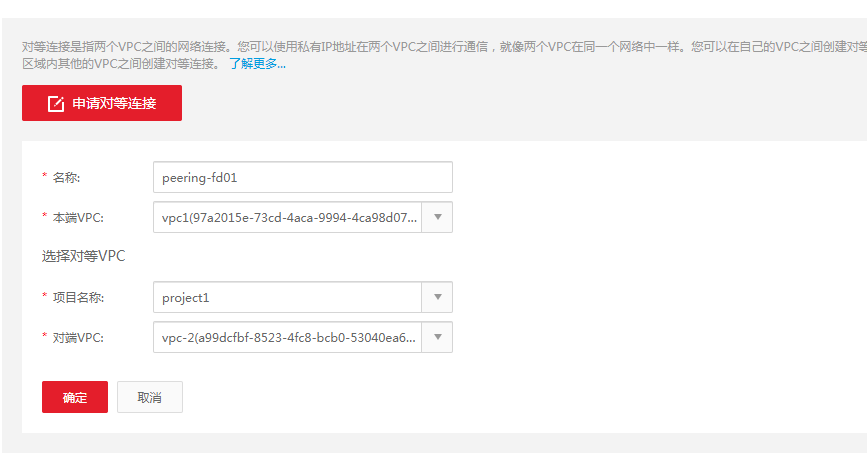 对等连接是指两个VPC之间的网络连接。您可以使用私有IP地址在两个VPC之间进行通信，就像两个VPC在同一个网络中一样。您可以在自己的VPC之间创建对等
区域内其他的VPC之间创建对等连接。 了解更多...
申请对等连接
* 名称: peering-fd01
* 本端VPC: vpc1(97a2015e-73cd-4aca-9994-4ca98d07...
选择对等VPC
* 项目名称: project1
* 对端VPC: vpc-2(a99dcfbf-8523-4fc8-bcb0-53040ea6...
确定 取消